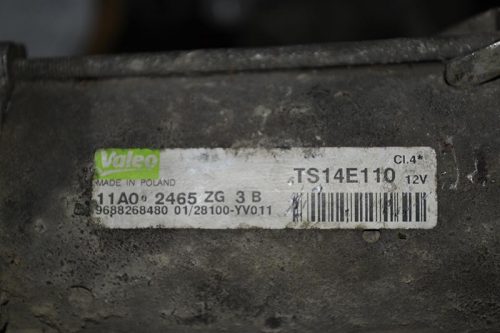 Valeo
MADE IN POLAND
11A0° 2465 ZG 3 B
9688268480 01/28100-YV011
Cl.4*
TS14E110 12V